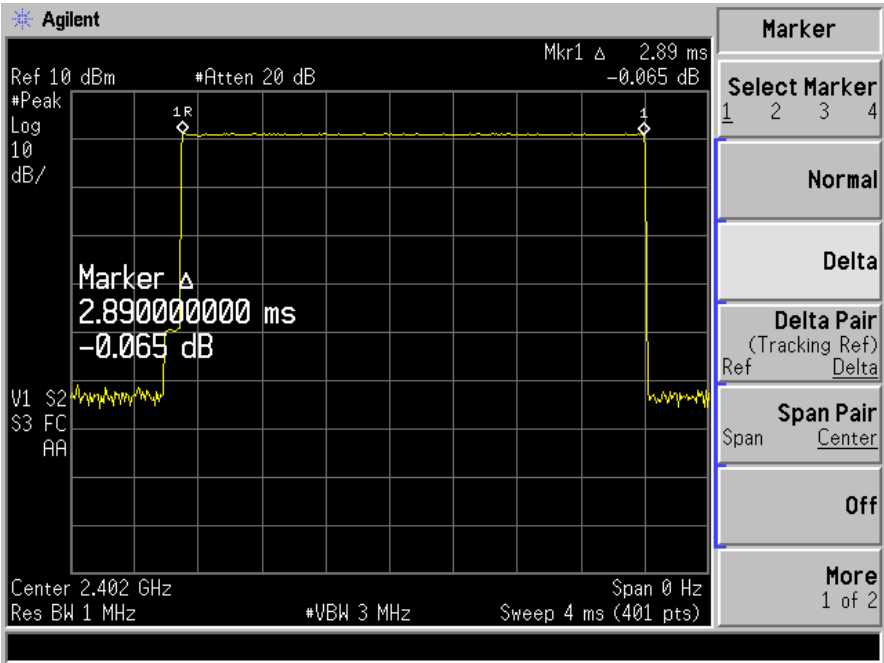 Agilent
Mkr1 Δ 2.89 ms
Ref 10 dBm #Atten 20 dB -0.065 dB
#Peak
Log
10
dB/
1R
1
Marker Δ
2.890000000 ms
-0.065 dB
V1 S2
S3 FC
AA
Center 2.402 GHz Span 0 Hz
Res BW 1 MHz #VBW 3 MHz Sweep 4 ms (401 pts)
Marker
Select Marker
1 2 3 4
Normal
Delta
Delta Pair
(Tracking Ref)
Ref Delta
Span Pair
Span Center
Off
More
1 of 2